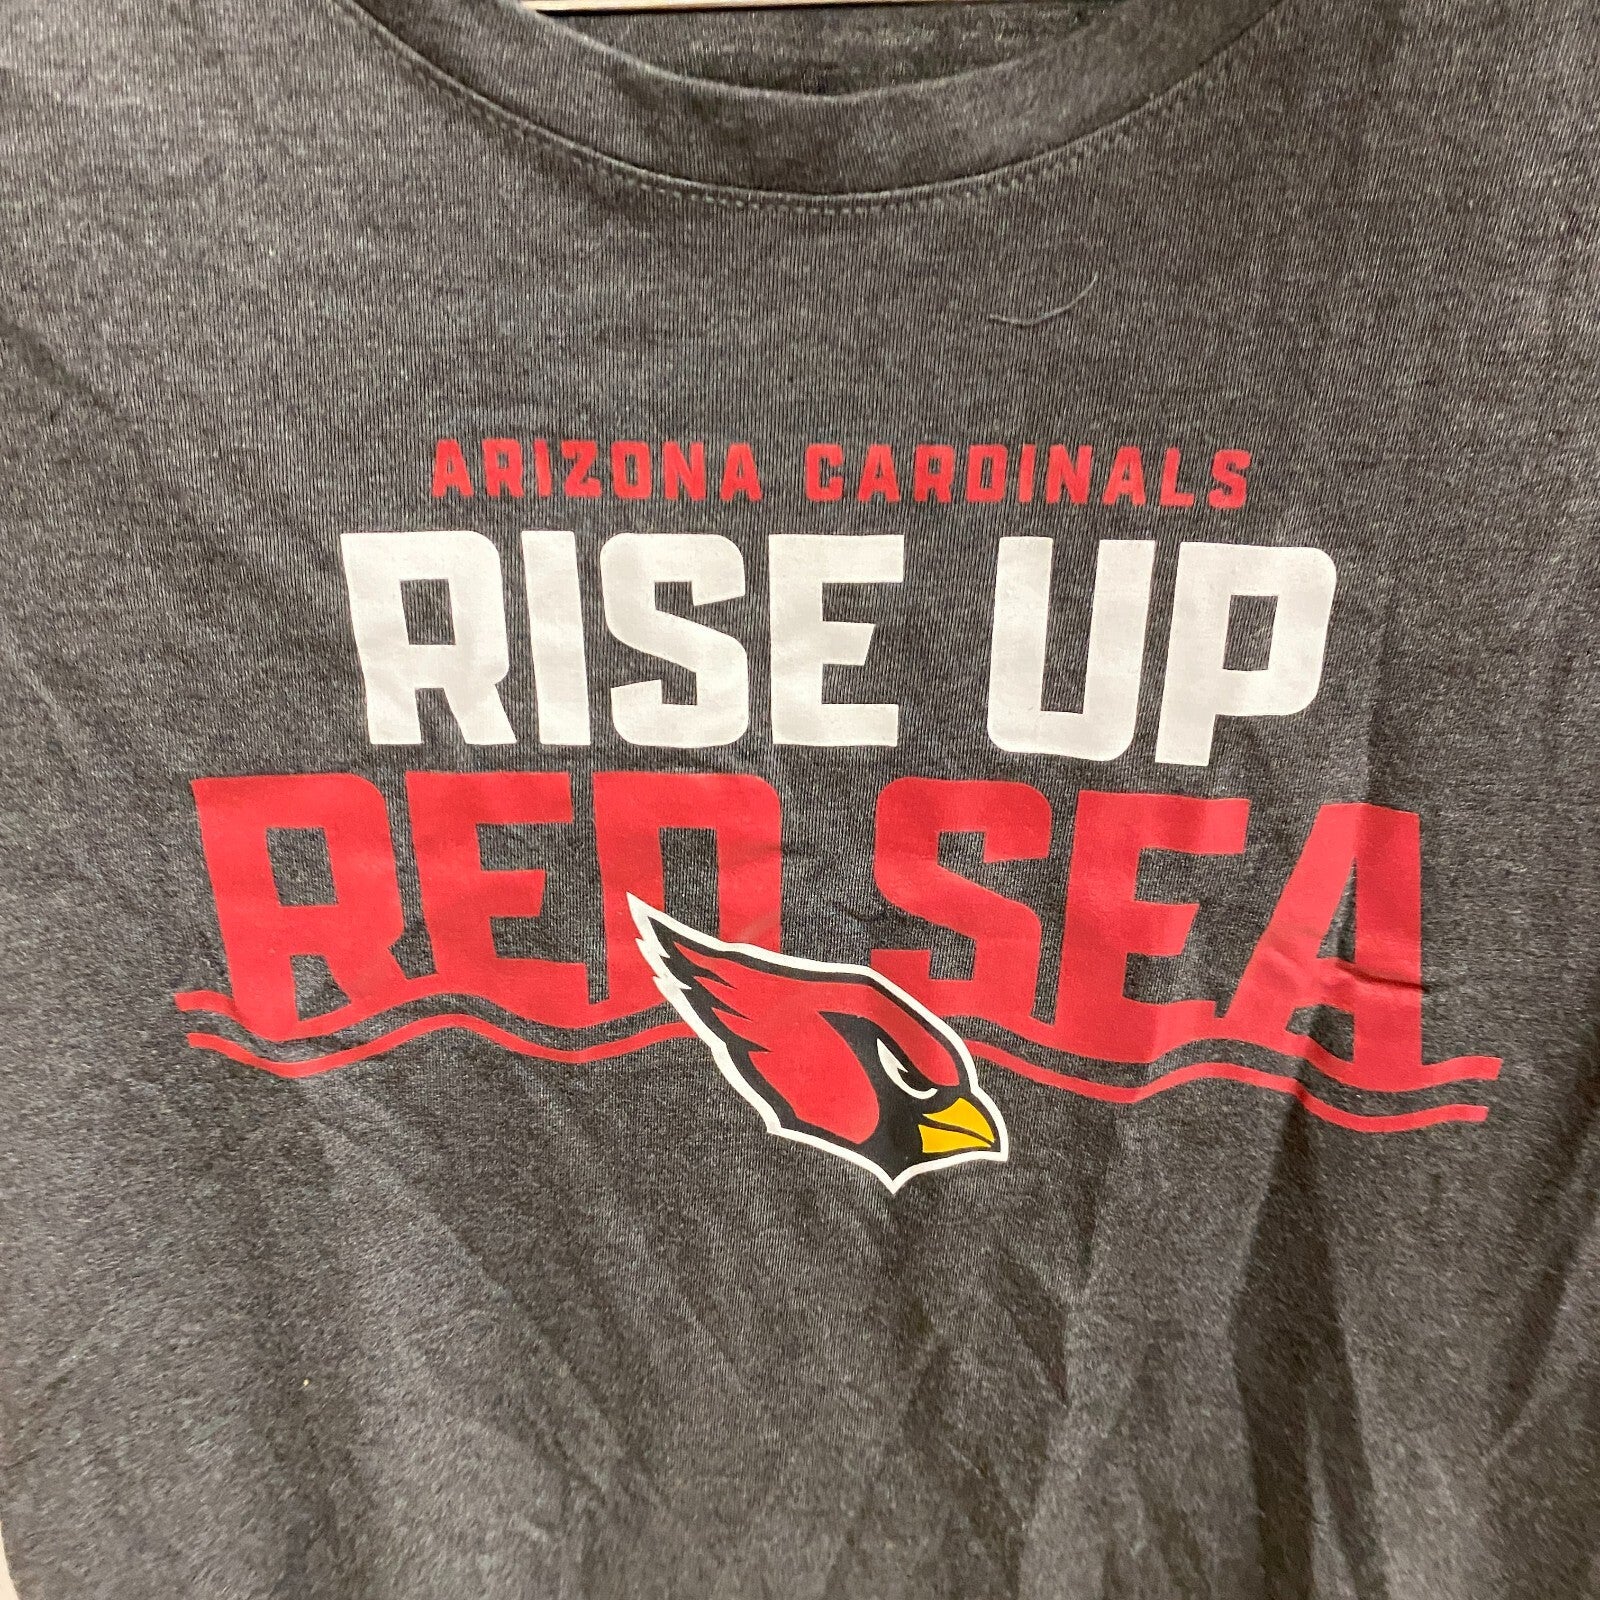 ARIZONA CARDINALS
RISE UP
RED SEA